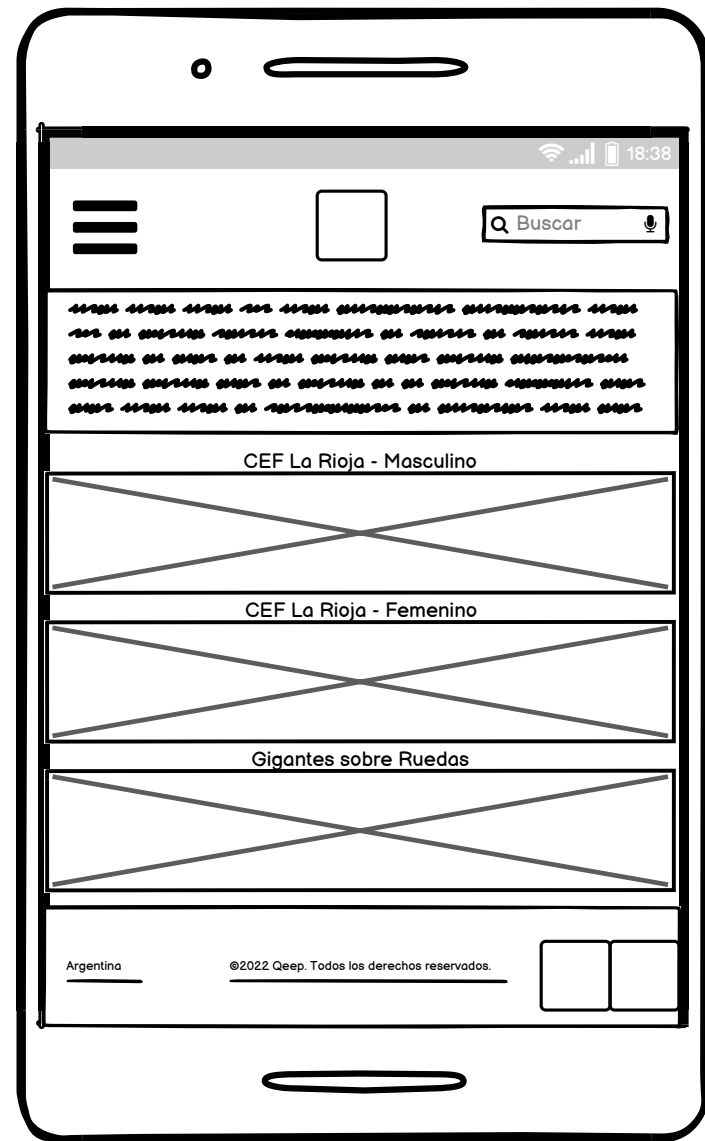 18:38
Buscar
CEF La Rioja - Masculino
CEF La Rioja - Femenino
Gigantes sobre Ruedas
Argentina
©2022 Qeep. Todos los derechos reservados.